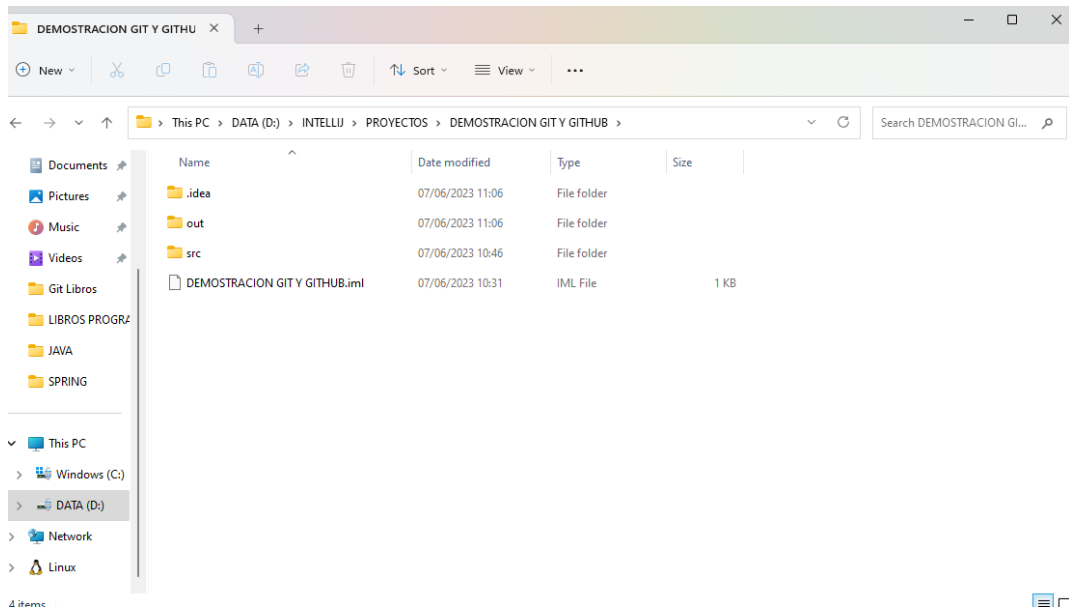 DEMOSTRACION GIT Y GITHU
New
Sort
View
This PC > DATA (D:) > INTELLIJ > PROYECTOS > DEMOSTRACION GIT Y GITHUB >
Search DEMOSTRACION GI...
Documents
Pictures
Music
Videos
Git Libros
LIBROS PROGRA
JAVA
SPRING
This PC
Windows (C:)
DATA (D:)
Network
Linux
Name Date modified Type Size
.idea 07/06/2023 11:06 File folder
out 07/06/2023 11:06 File folder
src 07/06/2023 10:46 File folder
DEMOSTRACION GIT Y GITHUB.iml 07/06/2023 10:31 IML File 1 KB
4 items